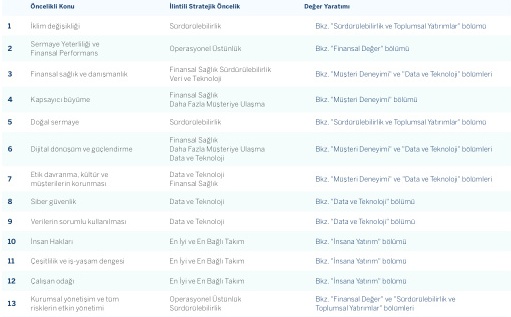 Öncelikli Konu İlintili Stratejik Öncelik Değer Yaratımı
1 İklim değişikliği Sürdürülebilirlik Bkz. "Sürdürülebilirlik ve Toplumsal Yatırımlar" bölümü
2 Sermaye Yeterliliği ve Finansal Performans Operasyonel Üstünlük Bkz. "Finansal Değer" bölümü
3 Finansal sağlık ve danışmanlık Finansal Sağlık Sürdürülebilirlik Veri ve Teknoloji Bkz. "Müşteri Deneyimi" ve "Data ve Teknoloji" bölümleri
4 Kapsayıcı büyüme Finansal Sağlık Daha Fazla Müşteriye Ulaşma Bkz. "Müşteri Deneyimi" bölümü
5 Doğal sermaye Sürdürülebilirlik Bkz. "Sürdürülebilirlik ve Toplumsal Yatırımlar" bölümü
6 Dijital dönüşüm ve güçlendirme Finansal Sağlık Daha Fazla Müşteriye Ulaşma Data ve Teknoloji Bkz. "Müşteri Deneyimi" ve "Data ve Teknoloji" bölümleri
7 Etik davranma, kültür ve müşterilerin korunması Data ve Teknoloji Finansal Sağlık Bkz. "Müşteri Deneyimi" ve "Data ve Teknoloji" bölümleri
8 Siber güvenlik Data ve Teknoloji Bkz. "Data ve Teknoloji" bölümü
9 Verilerin sorumlu kullanılması Data ve Teknoloji Bkz. "Data ve Teknoloji" bölümü
10 İnsan Hakları En İyi ve En Bağlı Takım Bkz. "İnsana Yatırım" bölümü
11 Çeşitlilik ve iş-yaşam dengesi En İyi ve En Bağlı Takım Bkz. "İnsana Yatırım" bölümü
12 Çalışan odağı En İyi ve En Bağlı Takım Bkz. "İnsana Yatırım" bölümü
13 Kurumsal yönetişim ve tüm risklerin etkin yönetimi Operasyonel Üstünlük Sürdürülebilirlik Bkz. "Finansal Değer" ve "Sürdürülebilirlik ve Toplumsal Yatırımlar" bölümleri